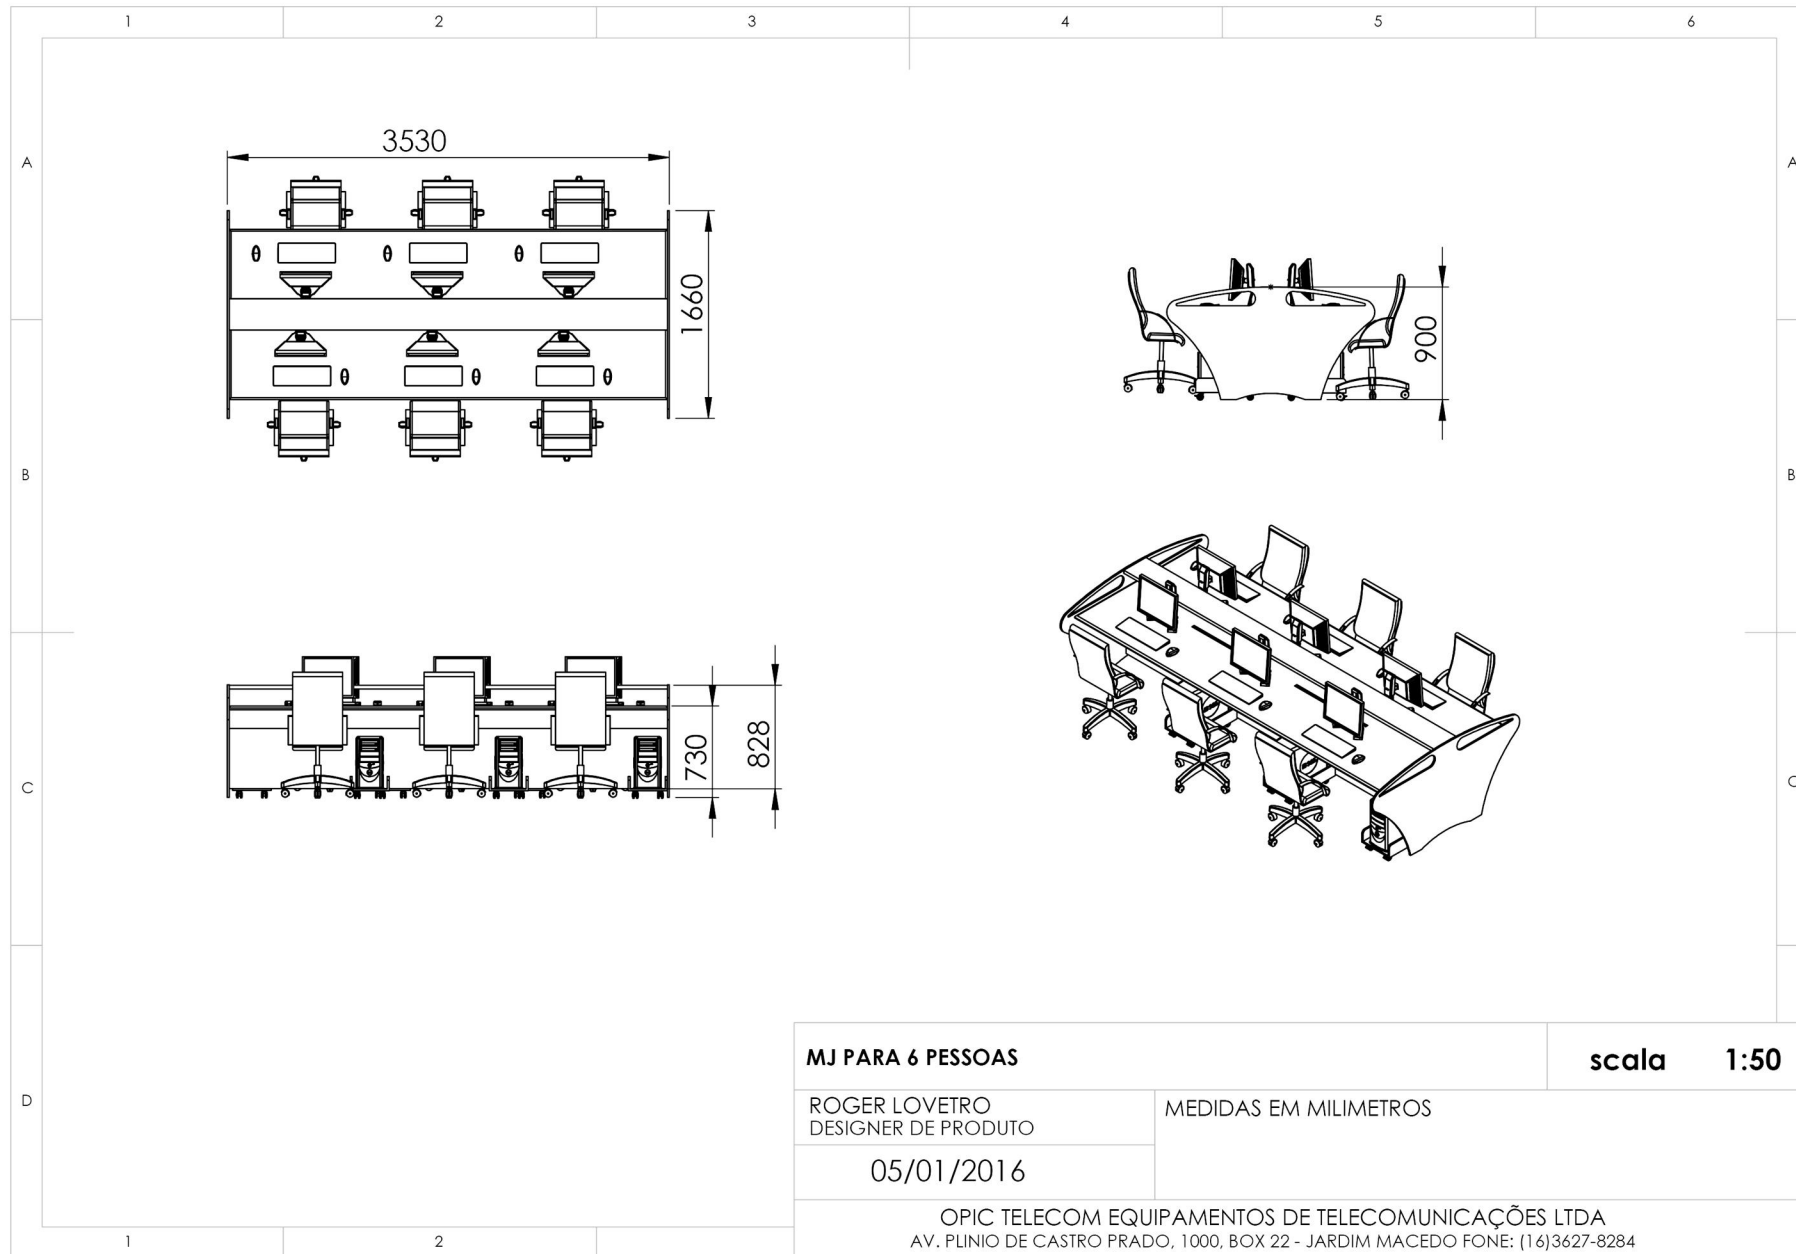 1 2 3 4 5 6
A A
3530
1660
900
B B
730
828
C C
D
MJ PARA 6 PESSOAS
scala 1:50
ROGER LOVETRO
DESIGNER DE PRODUTO
MEDIDAS EM MILIMETROS
05/01/2016
OPIC TELECOM EQUIPAMENTOS DE TELECOMUNICAÇÕES LTDA
AV. PLINIO DE CASTRO PRADO, 1000, BOX 22 - JARDIM MACEDO FONE: (16)3627-8284
1 2